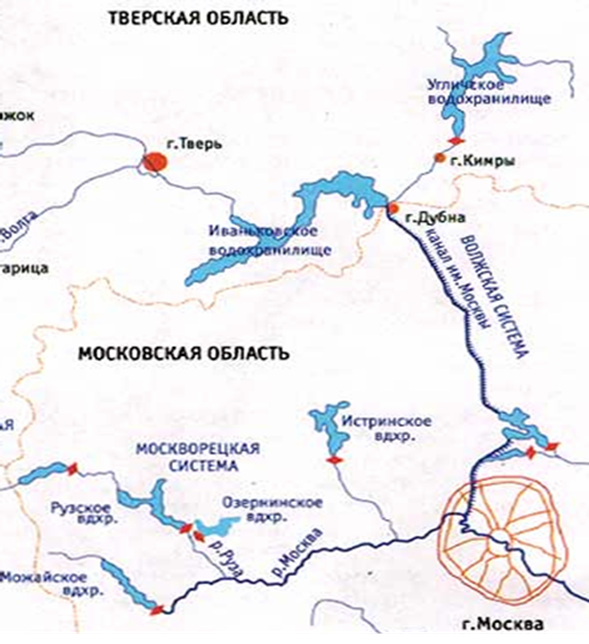 ТВЕРСКАЯ ОБЛАСТЬ
Угличское
водохранилище
г.Тверь
г.Кимры
г.Дубна
.Волга
Иваньковское
водохранилище
канал им.Москвы
ВОЛЖСКАЯ СИСТЕМА
МОСКОВСКАЯ ОБЛАСТЬ
Истринское
вдхр.
МОСКВОРЕЦКАЯ
СИСТЕМА
Рузское
вдхр.
Озернинское
вдхр.
р.Руза
р.Москва
Можайское
вдхр.
г.Москва